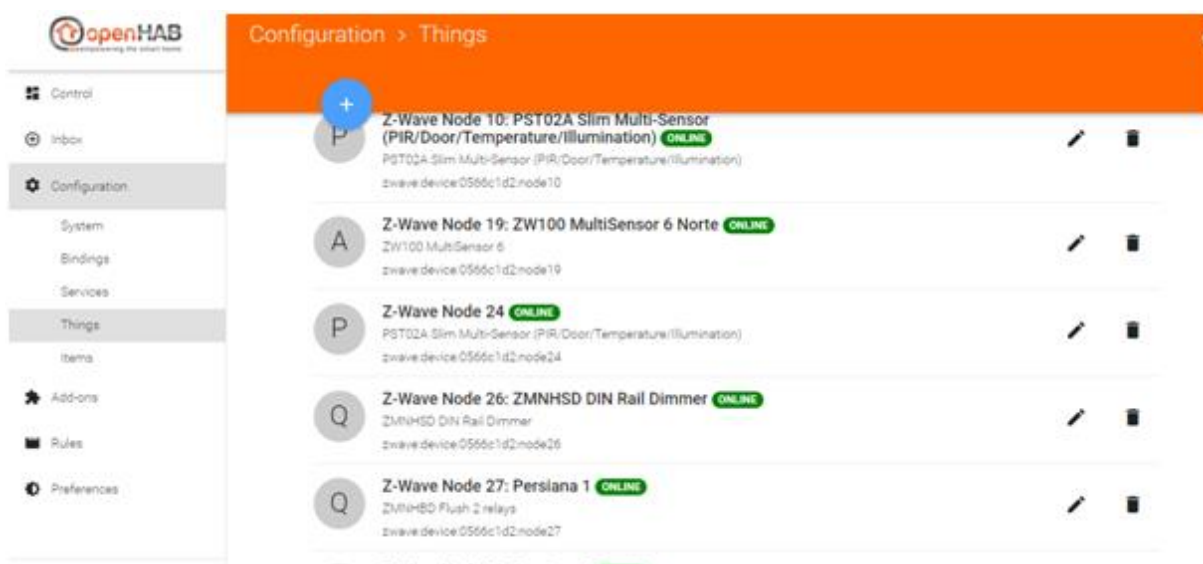 openHAB
empowering the smart home
Configuration > Things
Control
Inbox
Configuration
System
Bindings
Services
Things
Items
Add-ons
Rules
Preferences
+
P
Z-Wave Node 10: PST02A Slim Multi-Sensor
(PIR/Door/Temperature/Illumination) ONLINE
PST02A Slim Multi-Sensor (PIR/Door/Temperature/Illumination)
zwave:device:0566c1d2:node10
A
Z-Wave Node 19: ZW100 MultiSensor 6 Norte ONLINE
ZW100 MultiSensor 6
zwave:device:0566c1d2:node19
P
Z-Wave Node 24 ONLINE
PST02A Slim Multi-Sensor (PIR/Door/Temperature/Illumination)
zwave:device:0566c1d2:node24
Q
Z-Wave Node 26: ZMNHSD DIN Rail Dimmer ONLINE
ZMNHSD DIN Rail Dimmer
zwave:device:0566c1d2:node26
Q
Z-Wave Node 27: Persiana 1 ONLINE
ZMNHBD Flush 2 relays
zwave:device:0566c1d2:node27